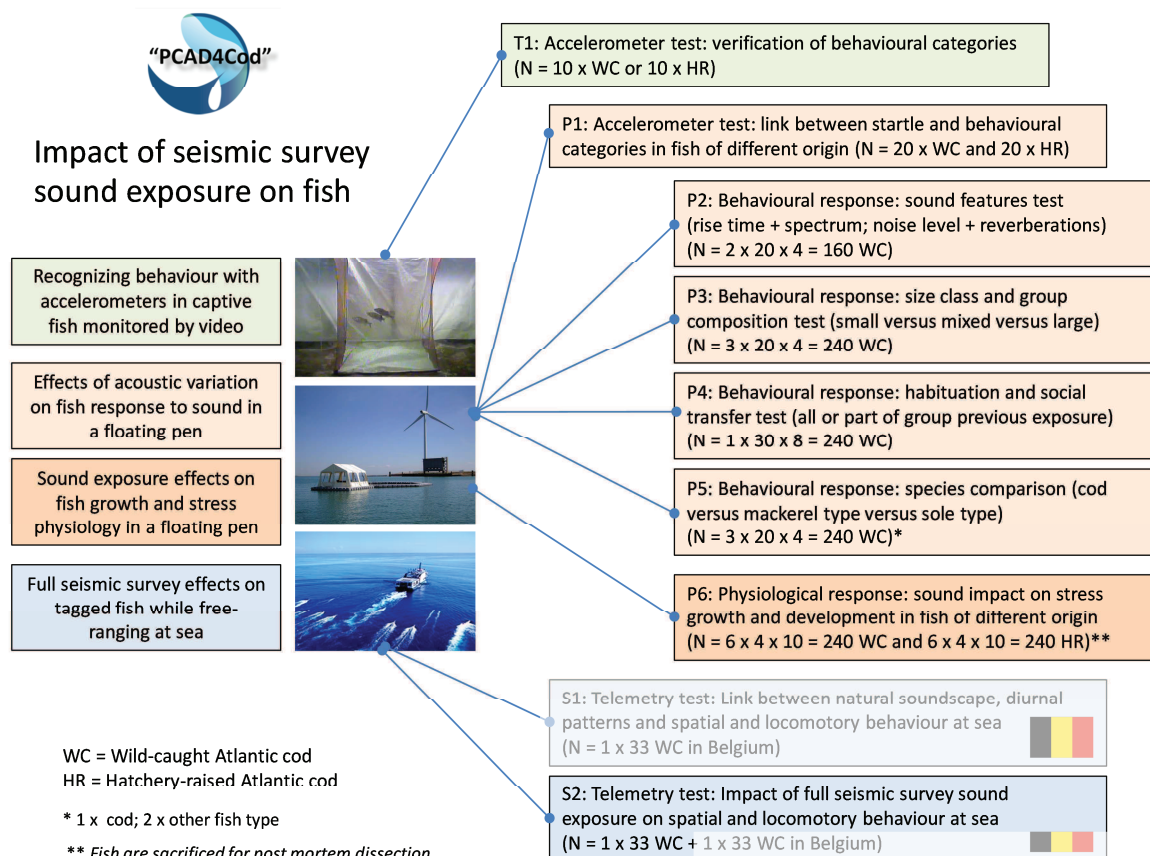 "PCAD4Cod"
Impact of seismic survey
sound exposure on fish
T1: Accelerometer test: verification of behavioural categories
(N = 10 x WC or 10 x HR)
P1: Accelerometer test: link between startle and behavioural
categories in fish of different origin (N = 20 x WC and 20 x HR)
P2: Behavioural response: sound features test
(rise time + spectrum; noise level + reverberations)
(N = 2 x 20 x 4 = 160 WC)
P3: Behavioural response: size class and group
composition test (small versus mixed versus large)
(N = 3 x 20 x 4 = 240 WC)
P4: Behavioural response: habituation and social
transfer test (all or part of group previous exposure)
(N = 1 x 30 x 8 = 240 WC)
P5: Behavioural response: species comparison (cod
versus mackerel type versus sole type)
(N = 3 x 20 x 4 = 240 WC)*
P6: Physiological response: sound impact on stress
growth and development in fish of different origin
(N = 6 x 4 x 10 = 240 WC and 6 x 4 x 10 = 240 HR)**
S1: Telemetry test: Link between natural soundscape, diurnal
patterns and spatial and locomotory behaviour at sea
(N = 1 x 33 WC in Belgium)
S2: Telemetry test: Impact of full seismic survey sound
exposure on spatial and locomotory behaviour at sea
(N = 1 x 33 WC + 1 x 33 WC in Belgium)
Recognizing behaviour with
accelerometers in captive
fish monitored by video
Effects of acoustic variation
on fish response to sound in
a floating pen
Sound exposure effects on
fish growth and stress
physiology in a floating pen
Full seismic survey effects on
tagged fish while free-
ranging at sea
WC = Wild-caught Atlantic cod
HR = Hatchery-raised Atlantic cod
* 1 x cod; 2 x other fish type
** Fish are sacrificed for post mortem dissection